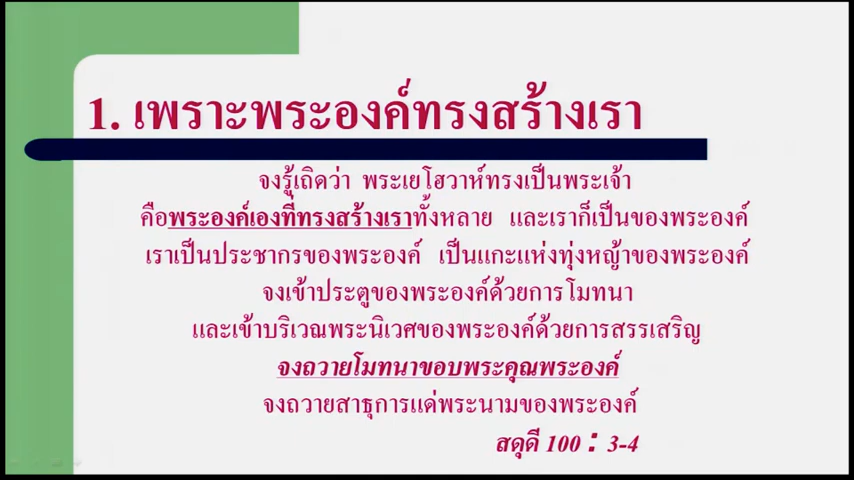 1. เพราะพระองค์ทรงสร้างเรา
จงรู้เถิดว่า พระเยโฮวาห์ทรงเป็นพระเจ้า
คือพระองค์เองที่ทรงสร้างเราทั้งหลาย และเราก็เป็นของพระองค์
เราเป็นประชากรของพระองค์ เป็นแกะแห่งทุ่งหญ้าของพระองค์
จงเข้าประตูของพระองค์ด้วยการโมทนา
และเข้าบริเวณพระนิเวศของพระองค์ด้วยการสรรเสริญ
จงถวายโมทนาขอบพระคุณพระองค์
จงถวายสาธุการแด่พระนามของพระองค์
สดุดี 100 : 3-4